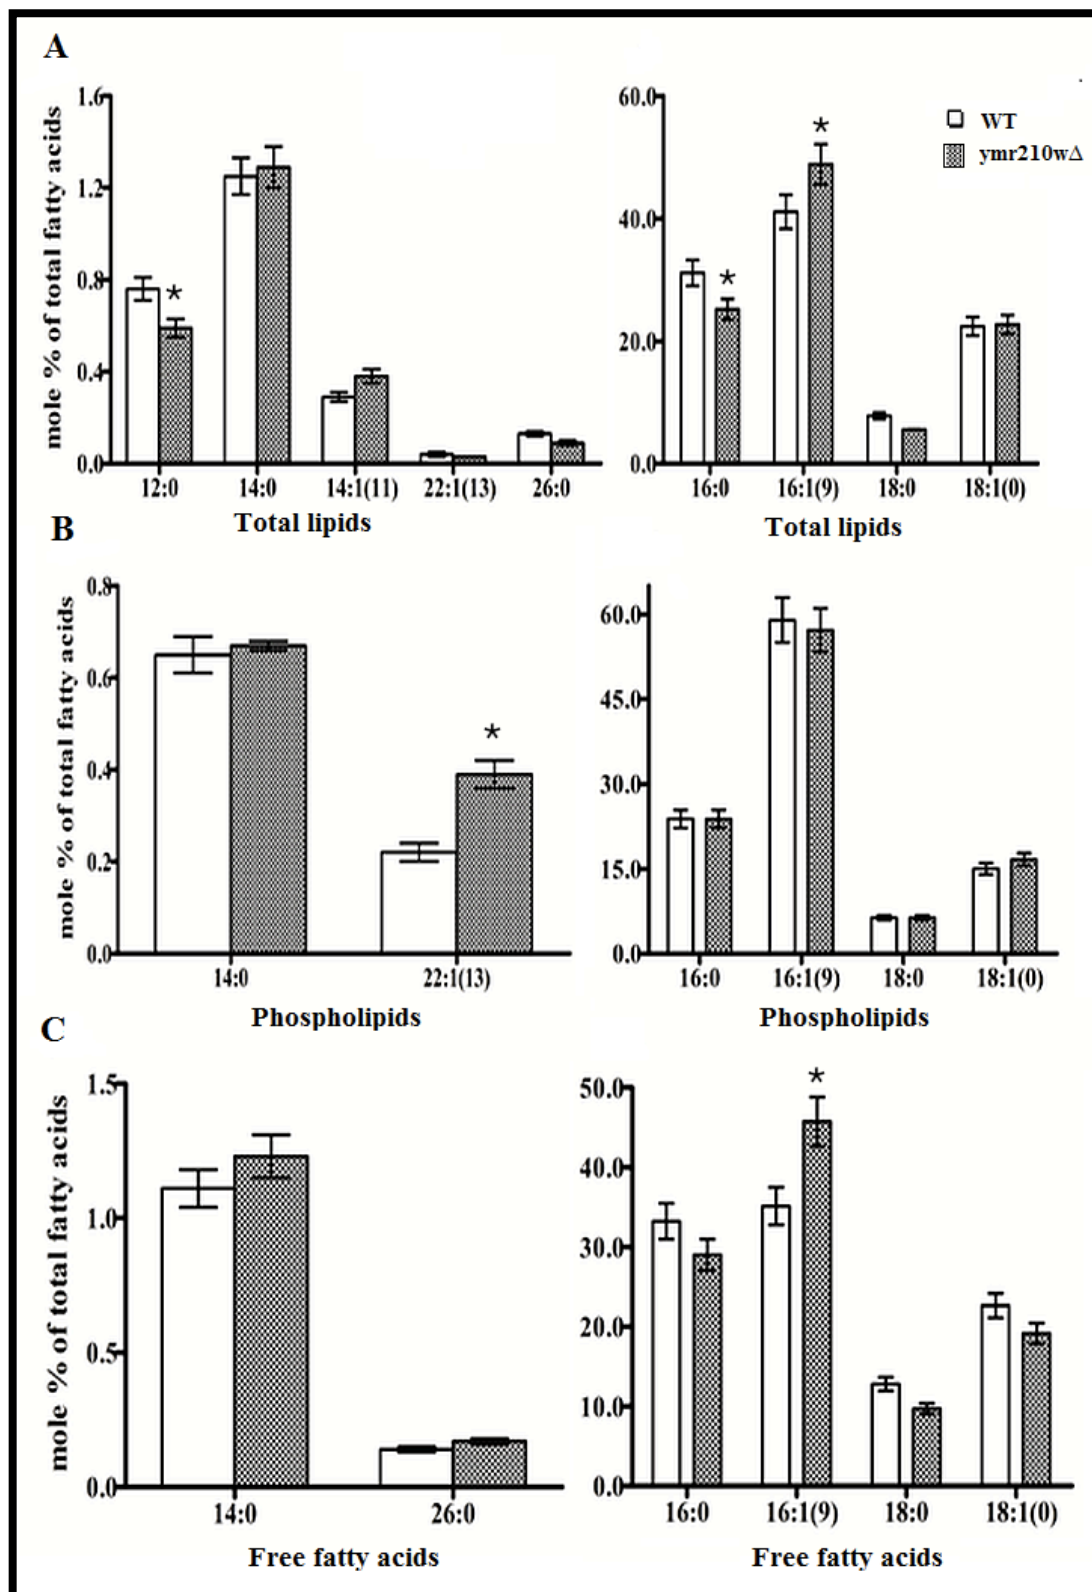 A
mole % of total fatty acids
1.6
1.2
0.8
0.4
0.0
*
12:0 14:0 14:1(11) 22:1(13) 26:0
Total lipids
60.0
40.0
20.0
0.0
* *
WT
ymr210wΔ
16:0 16:1(9) 18:0 18:1(0)
Total lipids
B
mole % of total fatty acids
0.8
0.6
0.4
0.2
0.0
*
14:0 22:1(13)
Phospholipids
60.0
45.0
30.0
15.0
0.0
16:0 16:1(9) 18:0 18:1(0)
Phospholipids
C
mole % of total fatty acids
1.5
1.0
0.5
0.0
14:0 26:0
Free fatty acids
50.0
40.0
30.0
20.0
10.0
0.0
*
16:0 16:1(9) 18:0 18:1(0)
Free fatty acids